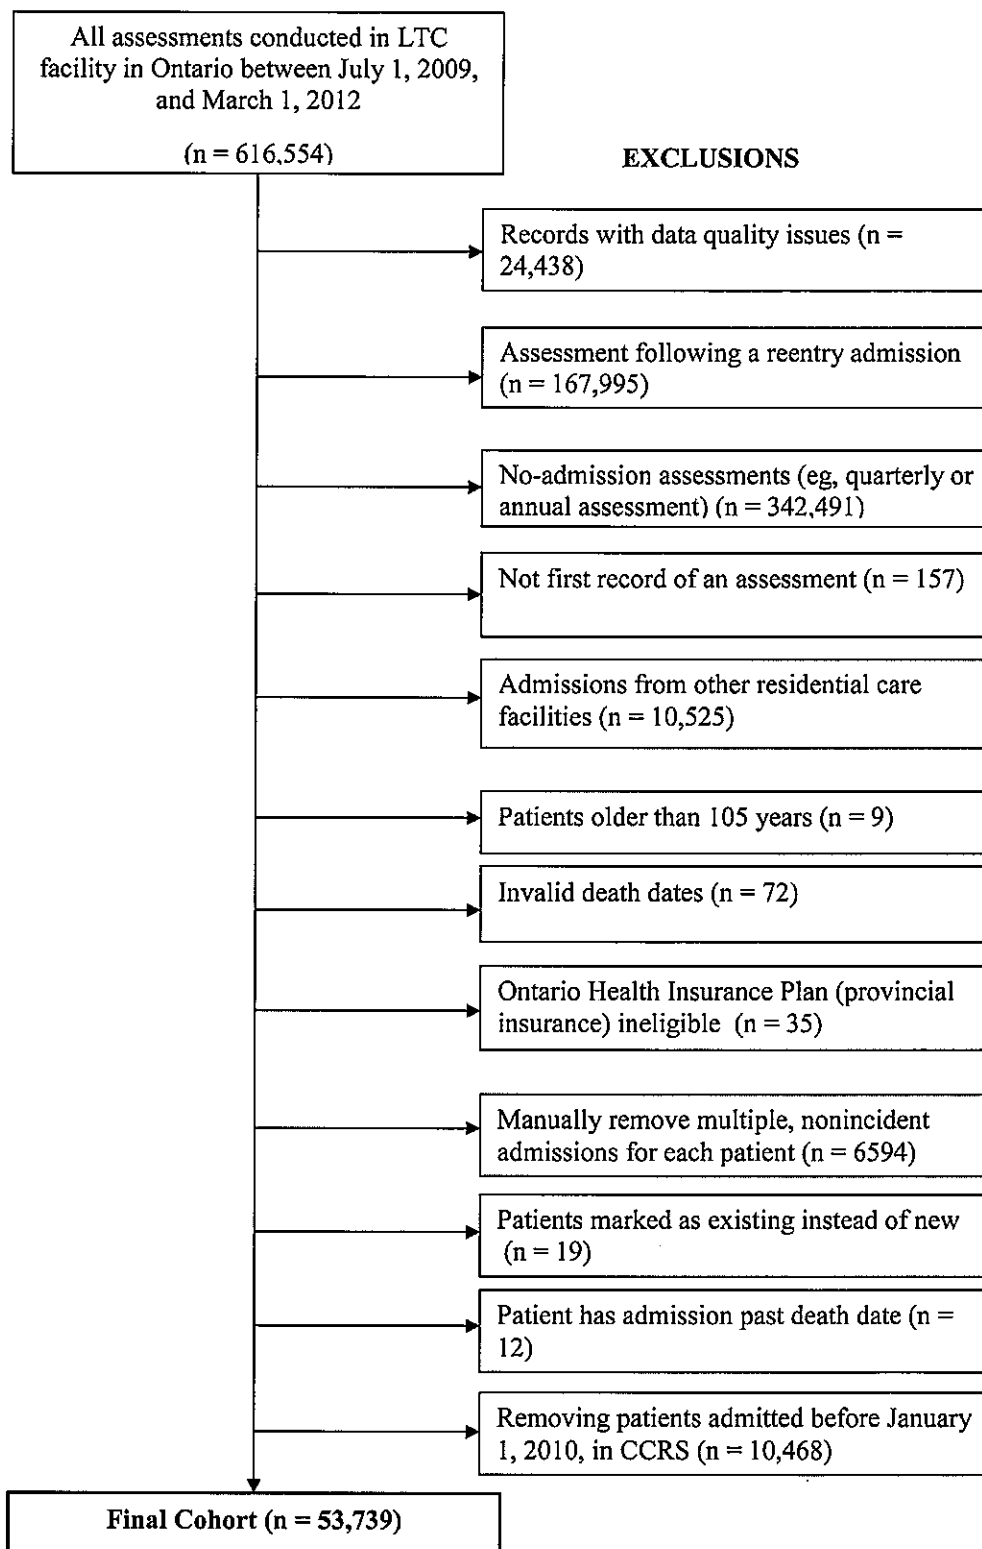 All assessments conducted in LTC
facility in Ontario between July 1, 2009,
and March 1, 2012
(n = 616,554)
EXCLUSIONS
Records with data quality issues (n =
24,438)
Assessment following a reentry admission
(n = 167,995)
No-admission assessments (eg, quarterly or
annual assessment) (n = 342,491)
Not first record of an assessment (n = 157)
Admissions from other residential care
facilities (n = 10,525)
Patients older than 105 years (n = 9)
Invalid death dates (n = 72)
Ontario Health Insurance Plan (provincial
insurance) ineligible (n = 35)
Manually remove multiple, nonincident
admissions for each patient (n = 6594)
Patients marked as existing instead of new
(n = 19)
Patient has admission past death date (n =
12)
Removing patients admitted before January
1, 2010, in CCRS (n = 10,468)
Final Cohort (n = 53,739)